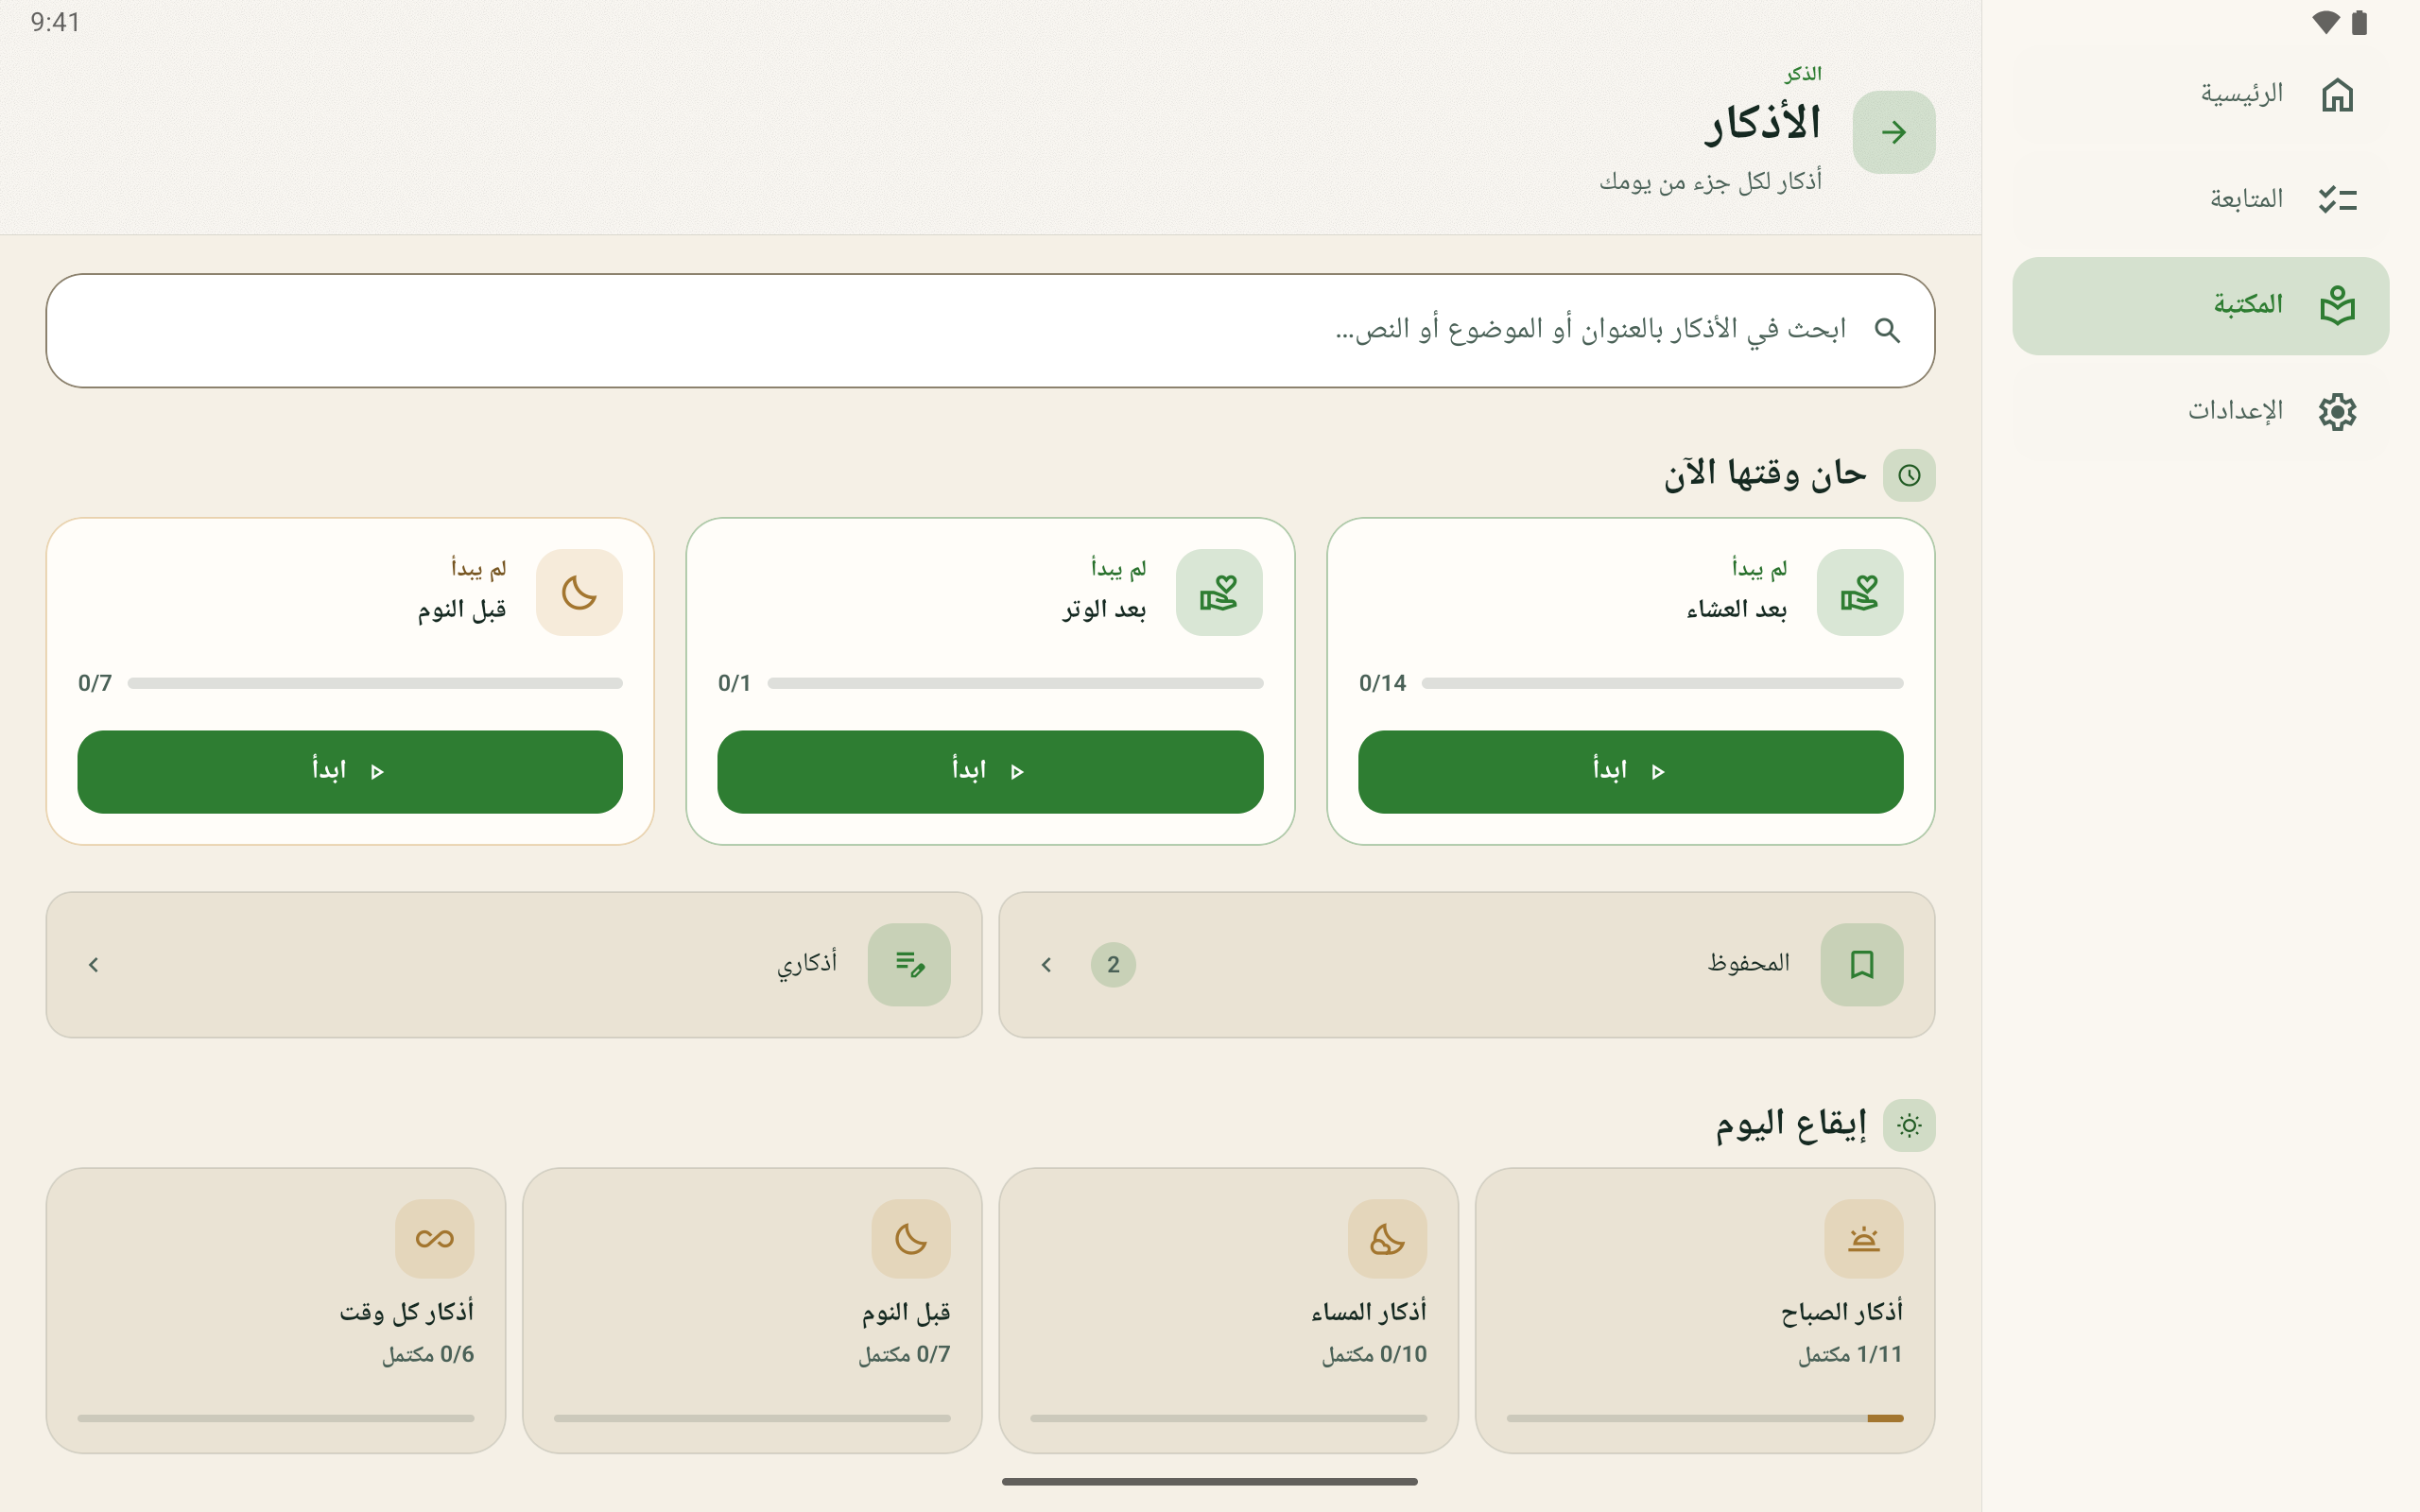 9:41
الرئيسية
المتابعة
المكتبة
الإعدادات
الذكر
الأذكار
أذكار لكل جزء من يومك
ابحث في الأذكار بالعنوان أو الموضوع أو النص...
حان وقتها الآن
لم يبدأ
بعد العشاء
0/14
ابدأ
لم يبدأ
بعد الوتر
0/1
ابدأ
لم يبدأ
قبل النوم
0/7
ابدأ
المحفوظ
2
أذكاري
إيقاع اليوم
أذكار الصباح
1/11 مكتمل
أذكار المساء
0/10 مكتمل
قبل النوم
0/7 مكتمل
أذكار كل وقت
0/6 مكتمل